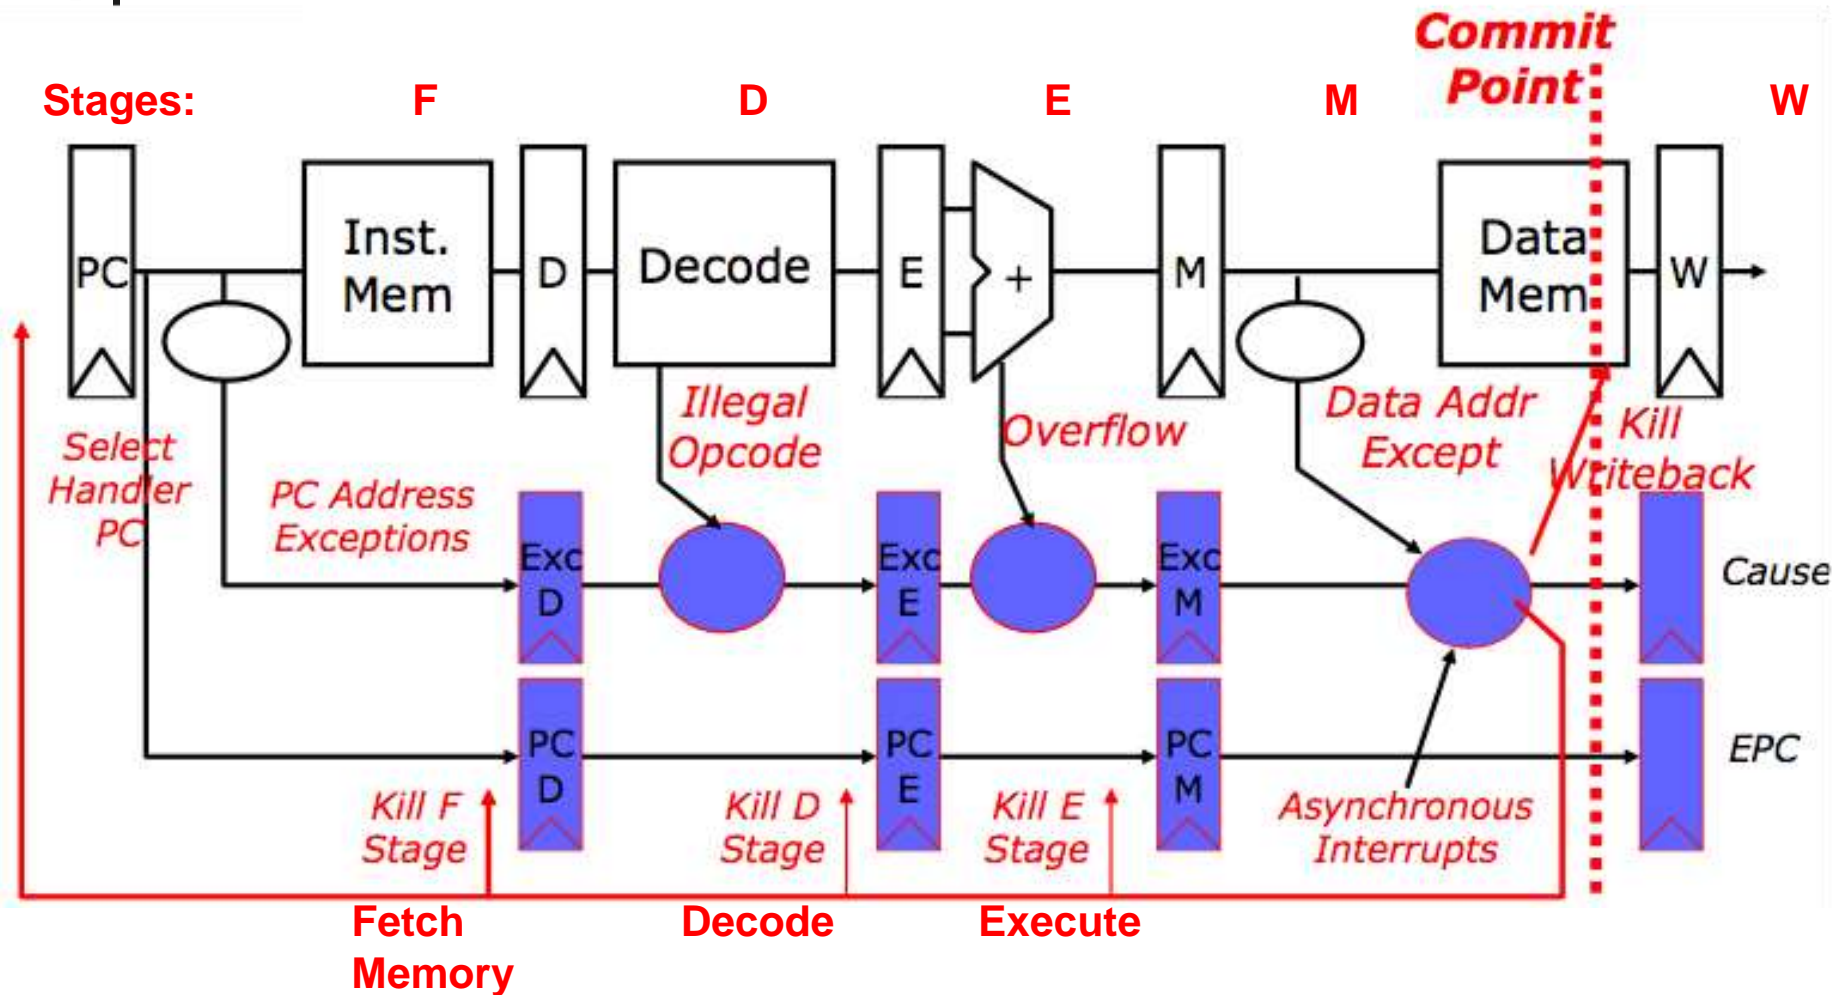 Commit
Point
Stages:
F
D
E
M
W
PC
Inst.
Mem
D
Decode
E
+
M
Data
Mem
W
Select
Handler
PC
PC Address
Exceptions
Illegal
Opcode
Overflow
Data Addr
Except
Kill
Writeback
Exc
D
Exc
E
Exc
M
Cause
PC
D
PC
E
PC
M
EPC
Kill F
Stage
Kill D
Stage
Kill E
Stage
Asynchronous
Interrupts
Fetch
Decode
Execute
Memory